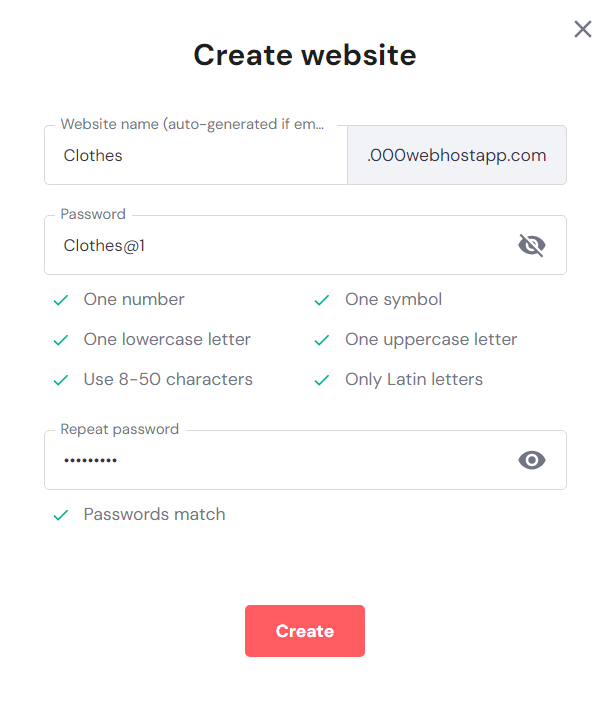 Create website
Website name (auto-generated if em...
Clothes .000webhostapp.com
Password
Clothes@1
One number One symbol
One lowercase letter One uppercase letter
Use 8-50 characters Only Latin letters
Repeat password
•••••••••
Passwords match
Create